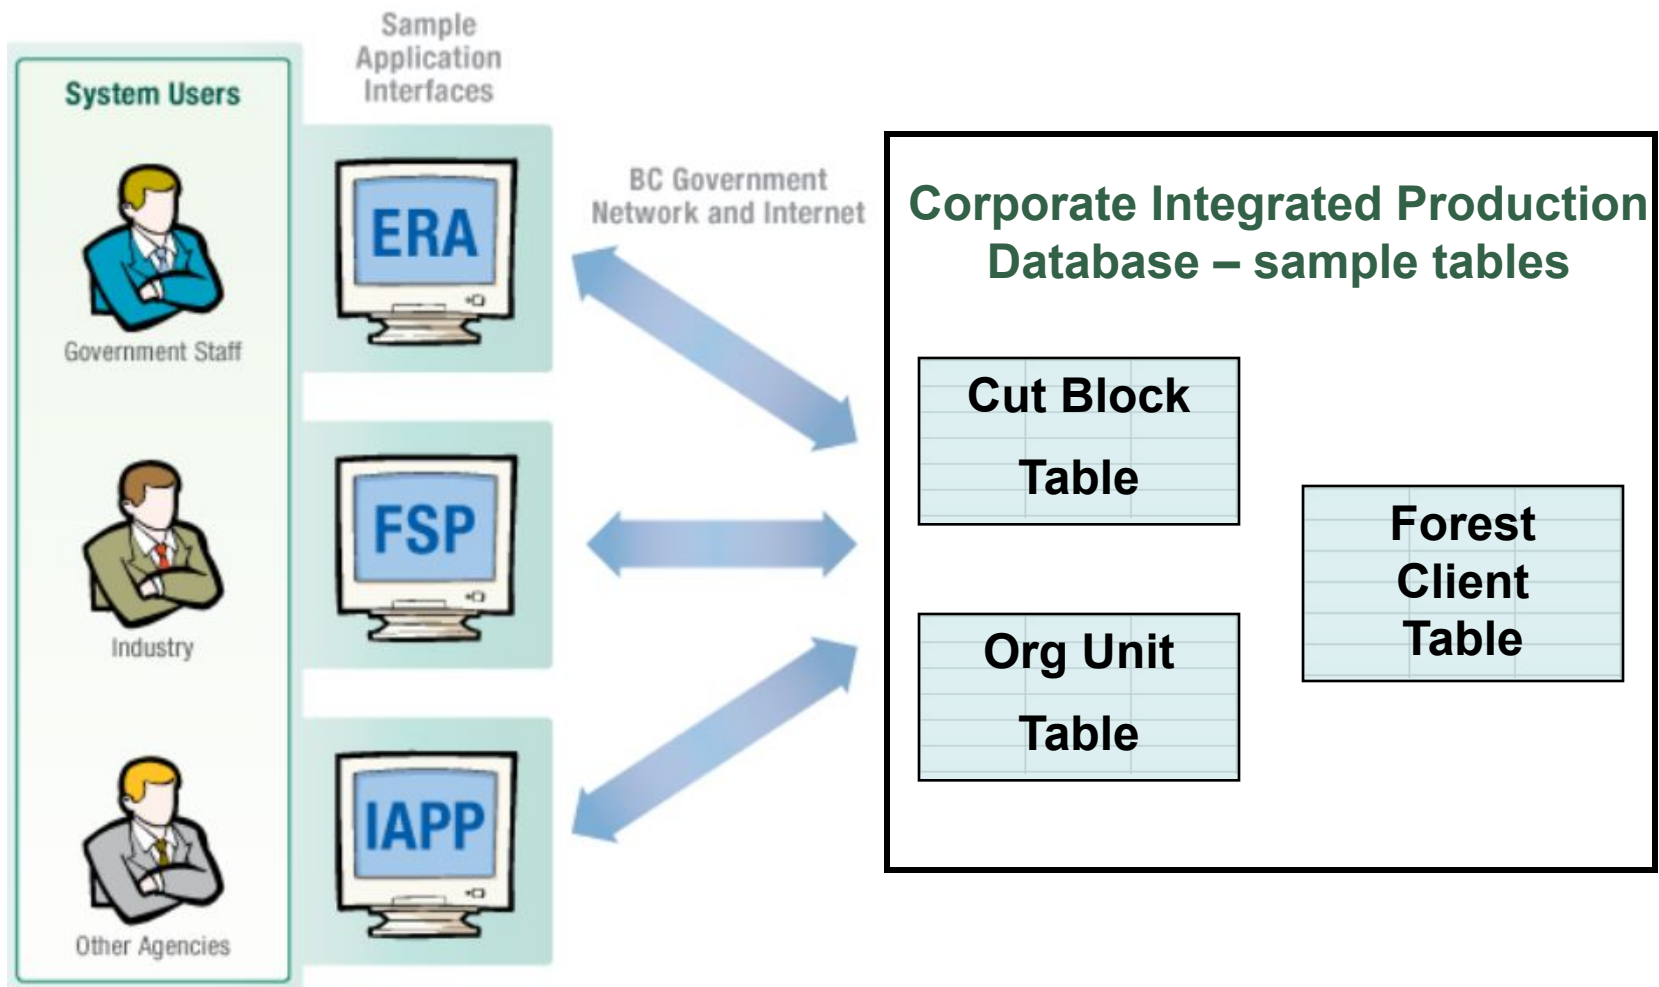 Sample
Application
Interfaces
System Users
Government Staff
Industry
Other Agencies
ERA
FSP
IAPP
BC Government
Network and Internet
Corporate Integrated Production
Database – sample tables
Cut Block
Table
Org Unit
Table
Forest
Client
Table